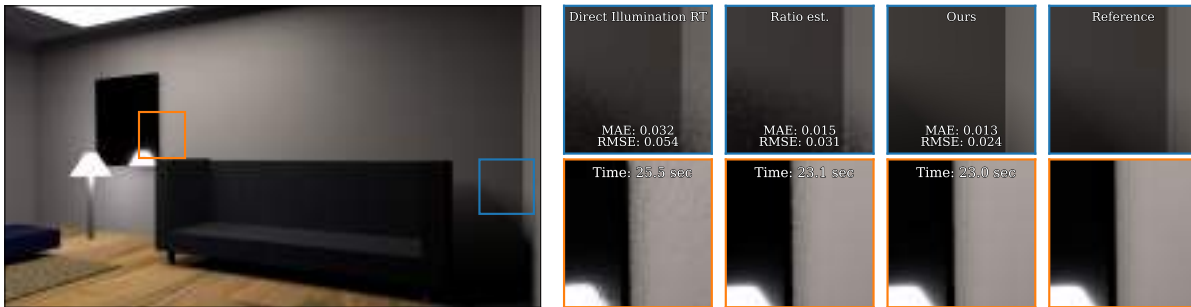 Direct Illumination RT
Ratio est.
Ours
Reference
MAE: 0.032
RMSE: 0.054
MAE: 0.015
RMSE: 0.031
MAE: 0.013
RMSE: 0.024
Time: 25.5 sec
Time: 23.1 sec
Time: 23.0 sec